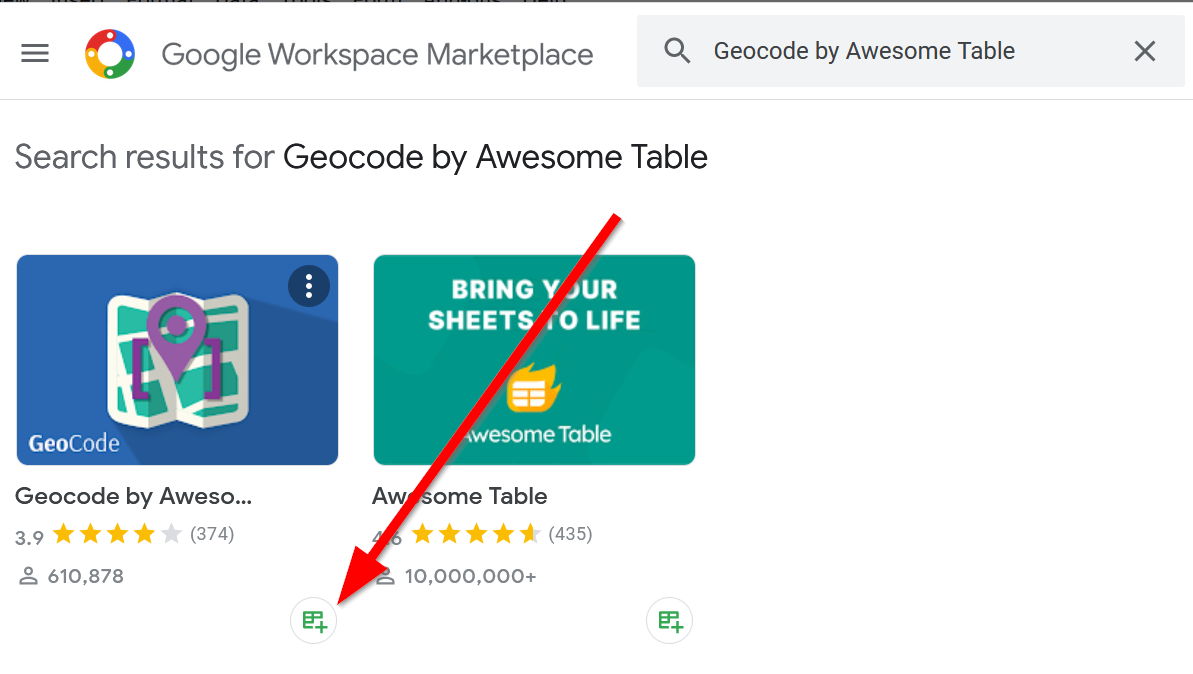 Google Workspace Marketplace
Geocode by Awesome Table
Search results for Geocode by Awesome Table
GeoCode
BRING YOUR
SHEETS TO LIFE
Awesome Table
Geocode by Aweso...
3.9 (374)
610,878
Awesome Table
4.6 (435)
10,000,000+